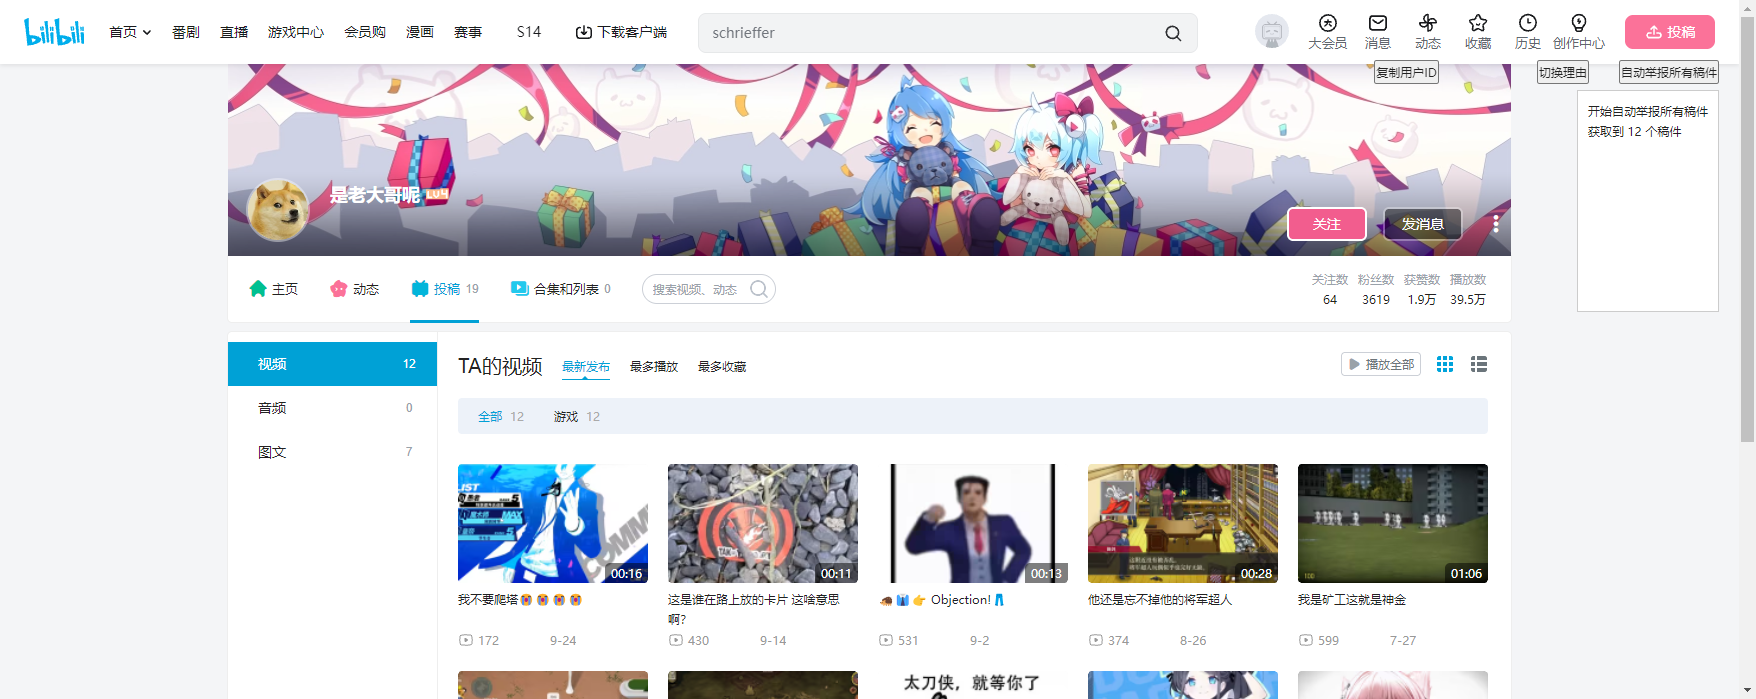 bilibili
首页 番剧 直播 游戏中心 会员购 漫画 赛事 S14 下载客户端
schrieffer
大会员 消息 动态 收藏 历史 创作中心 投稿
复制用户ID 切换理由 自动举报所有稿件
开始自动举报所有稿件
获取到 12 个稿件
是老大哥呢 LV4
关注 发消息
主页 动态 投稿 19 合集和列表 0 搜索视频、动态
关注数 粉丝数 获赞数 播放数
64 3619 1.9万 39.5万
视频 12
音频 0
图文 7
TA的视频 最新发布 最多播放 最多收藏 播放全部
全部 12 游戏 12
00:16
我不要爬塔😭😭😭😭
172 9-24
00:11
这是谁在路上放的卡片 这啥意思
啊?
430 9-14
00:13
🦔👔👉 Objection!👖
531 9-2
00:28
他还是忘不掉他的将军超人
374 8-26
01:06
我是矿工这就是神金
599 7-27
太刀侠，就等你了